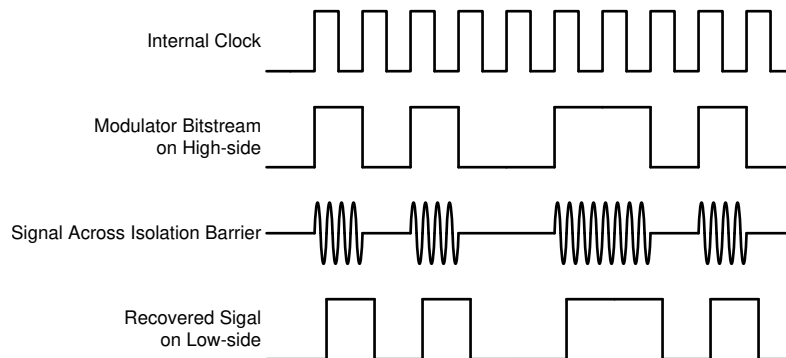 Internal Clock
Modulator Bitstream
on High-side
Signal Across Isolation Barrier
Recovered Sigal
on Low-side